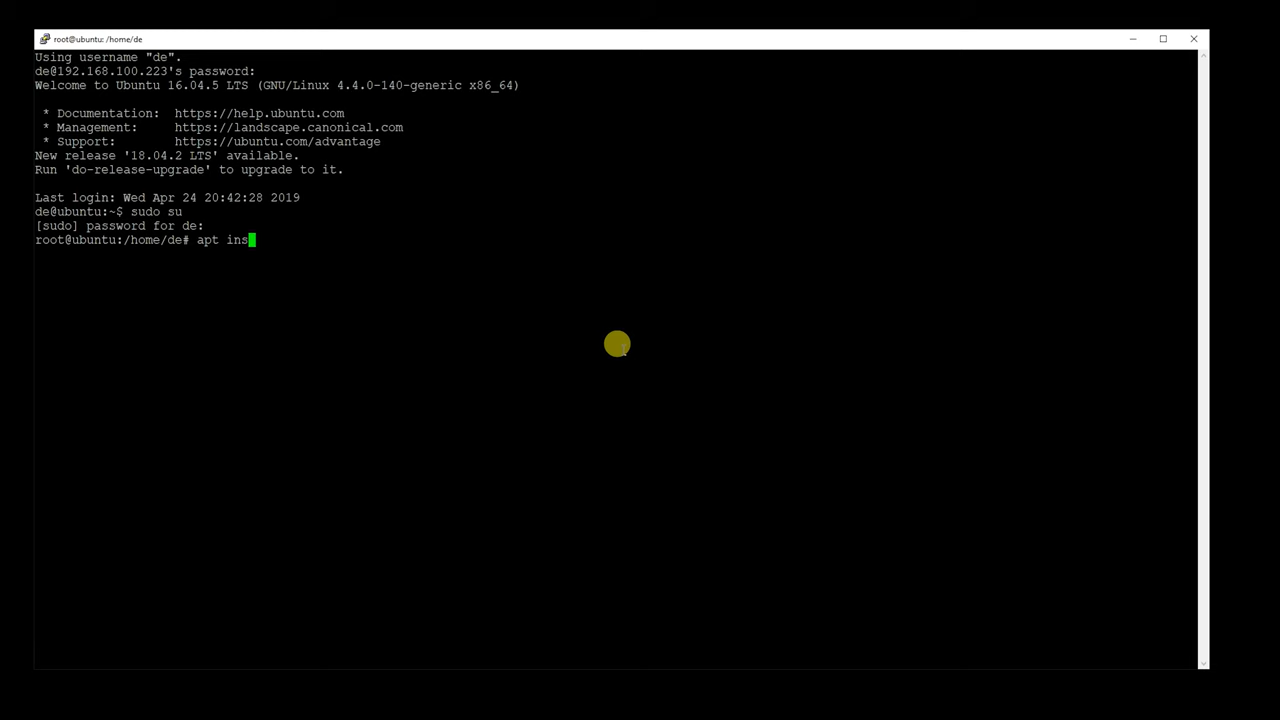 root@ubuntu: /home/de
Using username "de".
de@192.168.100.223's password:
Welcome to Ubuntu 16.04.5 LTS (GNU/Linux 4.4.0-140-generic x86_64)
* Documentation:  https://help.ubuntu.com
* Management:     https://landscape.canonical.com
* Support:        https://ubuntu.com/advantage
New release '18.04.2 LTS' available.
Run 'do-release-upgrade' to upgrade to it.
Last login: Wed Apr 24 20:42:28 2019
de@ubuntu:~$ sudo su
[sudo] password for de:
root@ubuntu:/home/de# apt ins